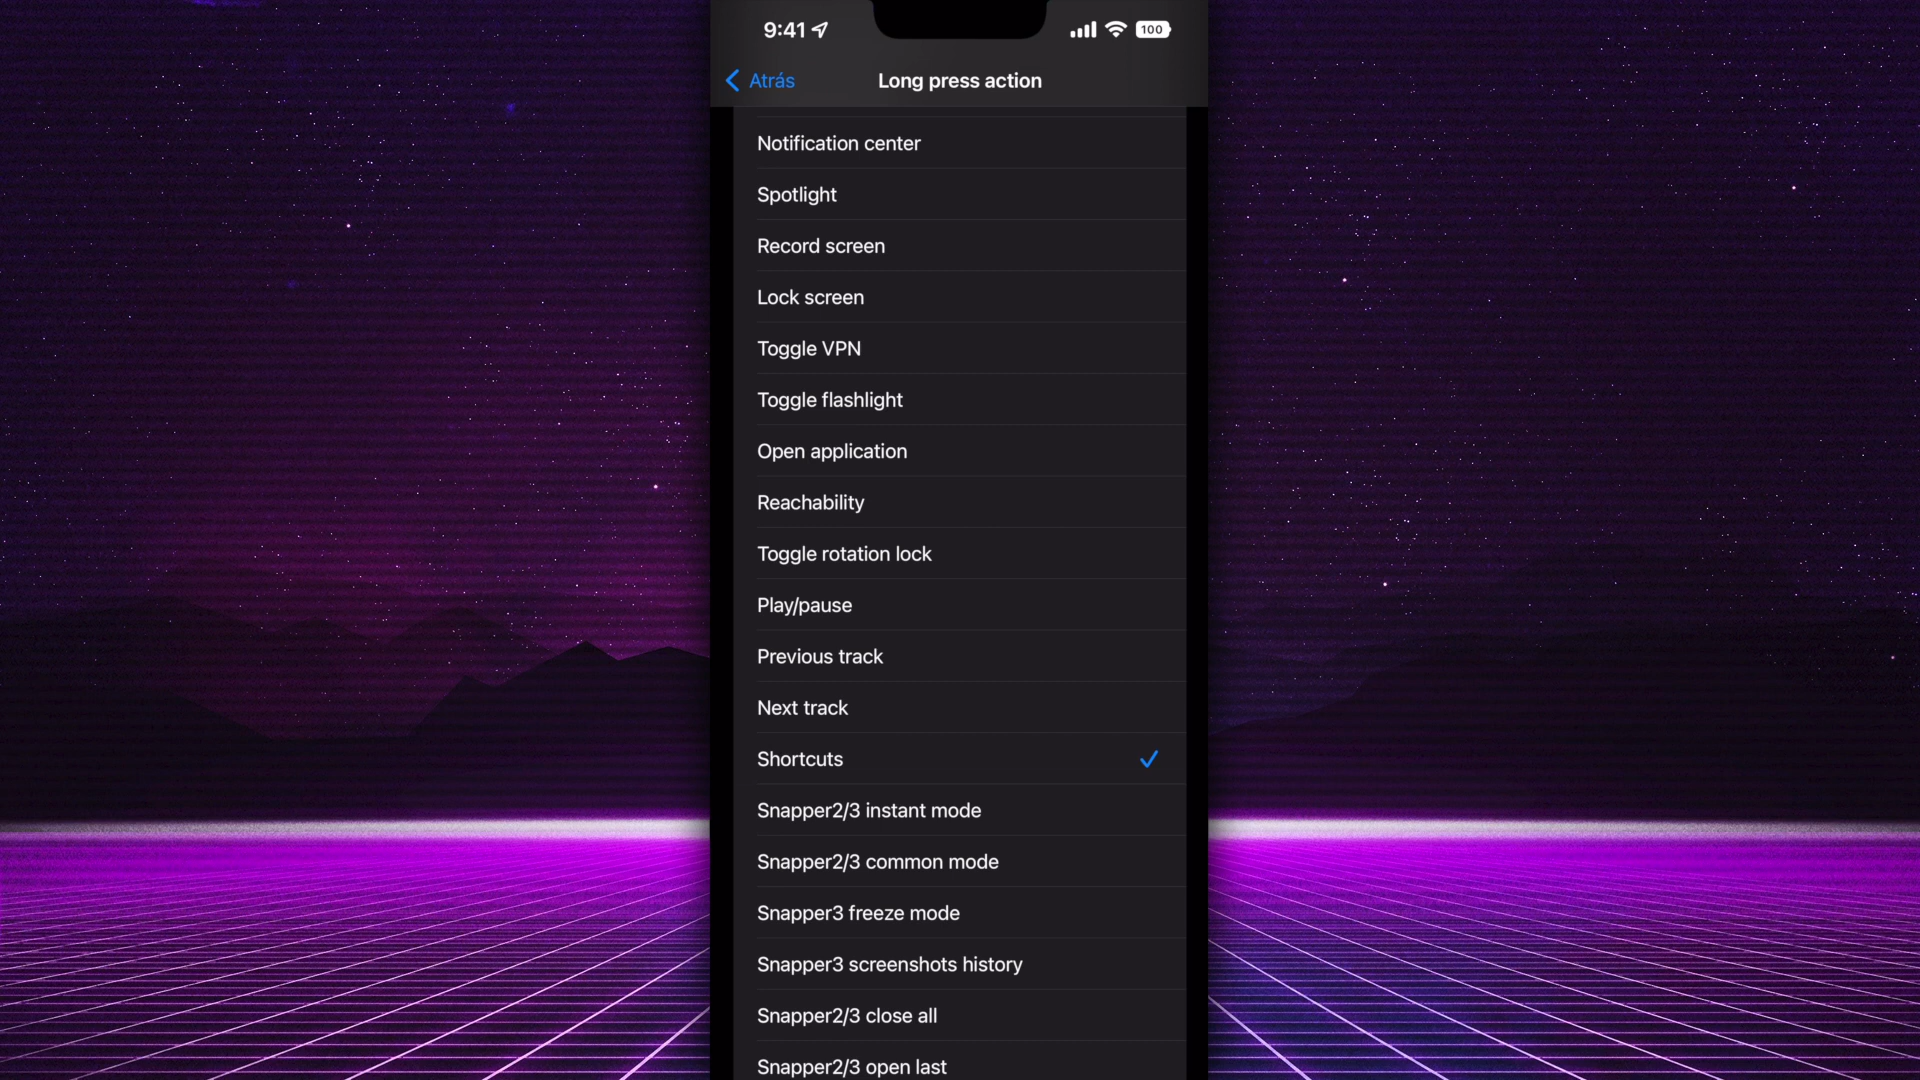 9:41
100
Atrás
Long press action
Notification center
Spotlight
Record screen
Lock screen
Toggle VPN
Toggle flashlight
Open application
Reachability
Toggle rotation lock
Play/pause
Previous track
Next track
Shortcuts
Snapper2/3 instant mode
Snapper2/3 common mode
Snapper3 freeze mode
Snapper3 screenshots history
Snapper2/3 close all
Snapper2/3 open last